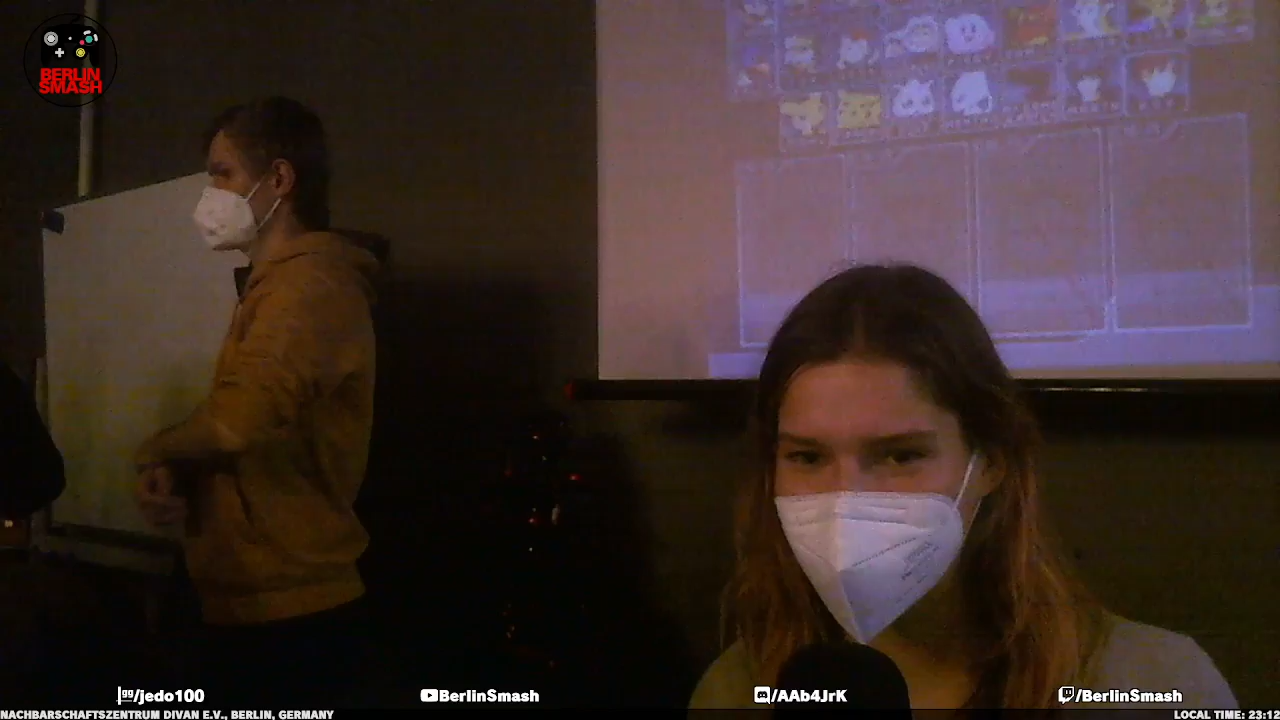 BERLIN
SMASH
/jedo100
BerlinSmash
/AAb4JrK
/BerlinSmash
NACHBARSCHAFTSZENTRUM DIVAN E.V., BERLIN, GERMANY
LOCAL TIME: 23:12